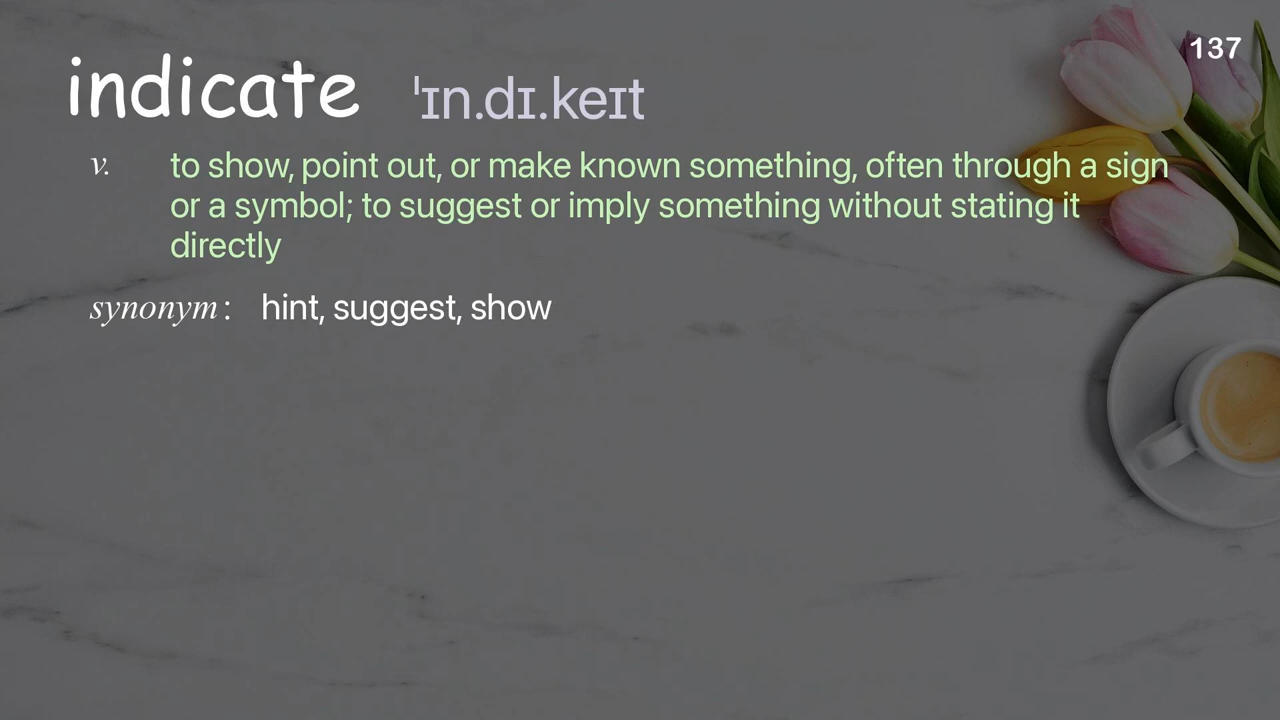 137
indicate ˈɪn.dɪ.keɪt
v. to show, point out, or make known something, often through a sign
or a symbol; to suggest or imply something without stating it
directly
synonym: hint, suggest, show